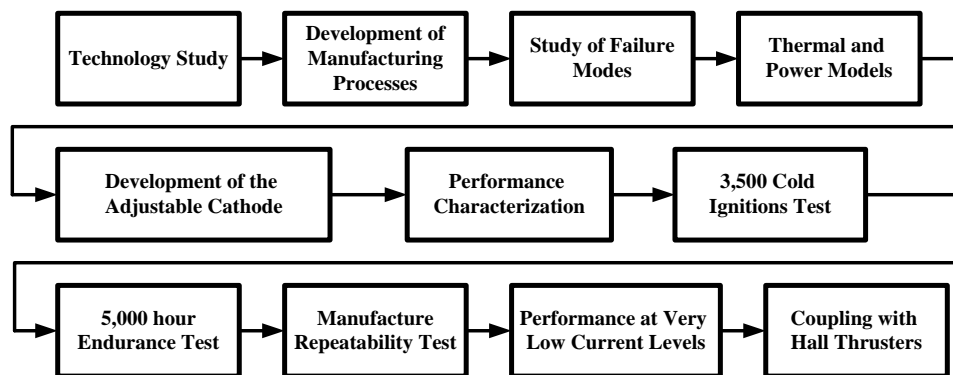 Technology Study
Development of
Manufacturing
Processes
Study of Failure
Modes
Thermal and
Power Models
Development of the
Adjustable Cathode
Performance
Characterization
3,500 Cold
Ignitions Test
5,000 hour
Endurance Test
Manufacture
Repeatability Test
Performance at Very
Low Current Levels
Coupling with
Hall Thrusters